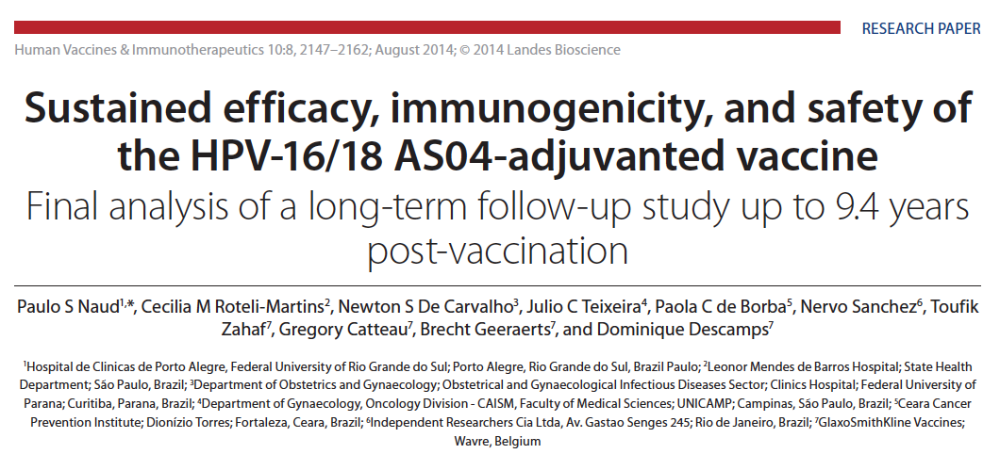 RESEARCH PAPER
Human Vaccines & Immunotherapeutics 10:8, 2147–2162; August 2014; © 2014 Landes Bioscience
Sustained efficacy, immunogenicity, and safety of
the HPV-16/18 AS04-adjuvanted vaccine
Final analysis of a long-term follow-up study up to 9.4 years
post-vaccination
Paulo S Naud1,*, Cecilia M Roteli-Martins2, Newton S De Carvalho3, Julio C Teixeira4, Paola C de Borba5, Nervo Sanchez6, Toufik
Zahaf7, Gregory Catteau7, Brecht Geeraerts7, and Dominique Descamps7
1Hospital de Clinicas de Porto Alegre, Federal University of Rio Grande do Sul; Porto Alegre, Rio Grande do Sul, Brazil Paulo; 2Leonor Mendes de Barros Hospital; State Health
Department; São Paulo, Brazil; 3Department of Obstetrics and Gynaecology; Obstetrical and Gynaecological Infectious Diseases Sector; Clinics Hospital; Federal University of
Parana; Curitiba, Parana, Brazil; 4Department of Gynaecology, Oncology Division - CAISM, Faculty of Medical Sciences; UNICAMP; Campinas, São Paulo, Brazil; 5Ceara Cancer
Prevention Institute; Dionízio Torres; Fortaleza, Ceara, Brazil; 6Independent Researchers Cia Ltda, Av. Gastao Senges 245; Rio de Janeiro, Brazil; 7GlaxoSmithKline Vaccines;
Wavre, Belgium